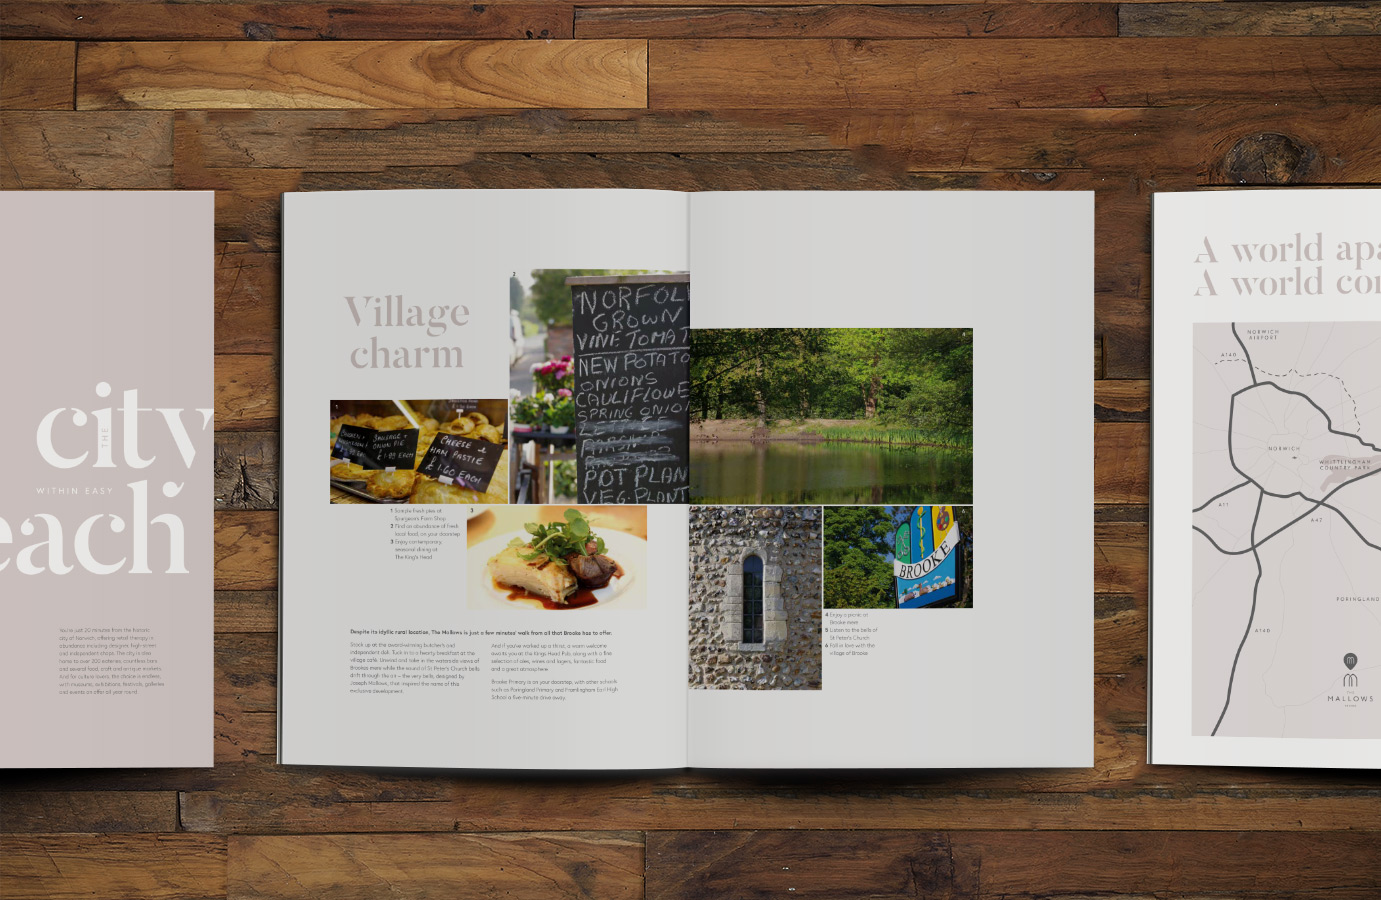 THE
city
WITHIN EASY
each
You're just 20 minutes from the historic
city of Norwich, offering retail therapy in
abundance including designer, high street
and independent shops. The city is also
home to over 200 eateries, countless bars
and several food, craft and vintage markets.
And for culture lovers, the choice is endless,
with museums, exhibitions, festivals, galleries
and events on offer all year round.
Village
charm
2
NORFOLK
GROWN
VINE TOMATO
NEW POTATO
ONIONS
CAULIFLOWE
SPRING ONION
LETTUCE
POT PLAN
VEG. PLANT
1
SAUSAGE +
ONION PIE
£1.99 EACH
CHEESE &
HAM PASTIE
£1.60 EACH
1 Sample fresh pies at
Spurgeon's Farm Shop
2 Find an abundance of fresh
local food, on your doorstep
3 Enjoy contemporary
seasonal dining at
The King's Head
3
Despite its idyllic rural location, The Mallows is just a few minutes' walk from all that Brooke has to offer.
Stock up at the award-winning butcher's and
independent deli. Tuck in to a hearty breakfast at the
village café. Unwind and take in the waterside views of
Brooke's mere while the sound of St Peter's Church bells
drift through the air – the very bells, designed by
Joseph Mallows, that inspired the name of this
exclusive development.
And if you've worked up a thirst, a warm welcome
awaits you at the Kings Head Pub, along with a fine
selection of ales, wines and lagers, fantastic food
and a great atmosphere.
Brooke Primary is on your doorstep, with other schools
such as Poringland Primary and Framlingham Earl High
School a five-minute drive away.
4
BROOKE
6
4 Enjoy a picnic at
Brooke mere
5 Listen to the bells of
St Peter's Church
6 Fall in love with the
village of Brooke
A world apa
A world con
NORWICH
AIRPORT
A140
NORWICH
WHITTLINGHAM
COUNTRY PARK
A11
A47
PORINGLAND
A140
THE
MALLOWS